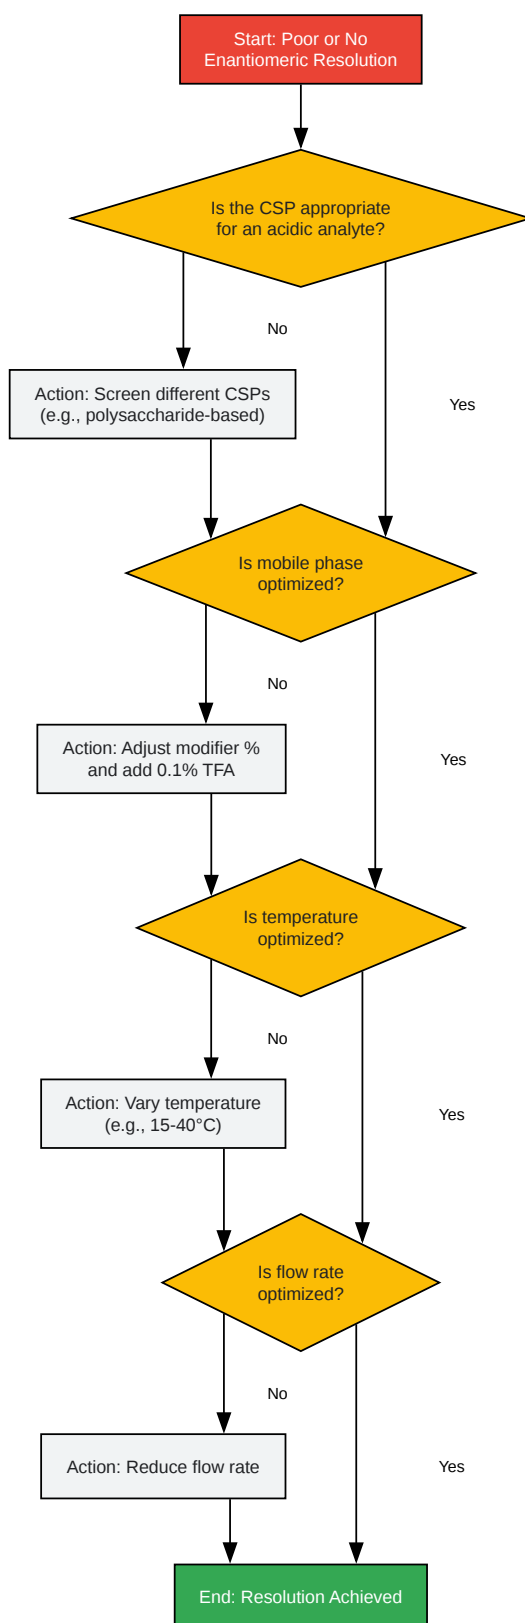 Start: Poor or No
Enantiomeric Resolution
Is the CSP appropriate
for an acidic analyte?
No
Action: Screen different CSPs
(e.g., polysaccharide-based)
Yes
Is mobile phase
optimized?
No
Action: Adjust modifier %
and add 0.1% TFA
Yes
Is temperature
optimized?
No
Action: Vary temperature
(e.g., 15-40°C)
Yes
Is flow rate
optimized?
No
Action: Reduce flow rate
Yes
End: Resolution Achieved